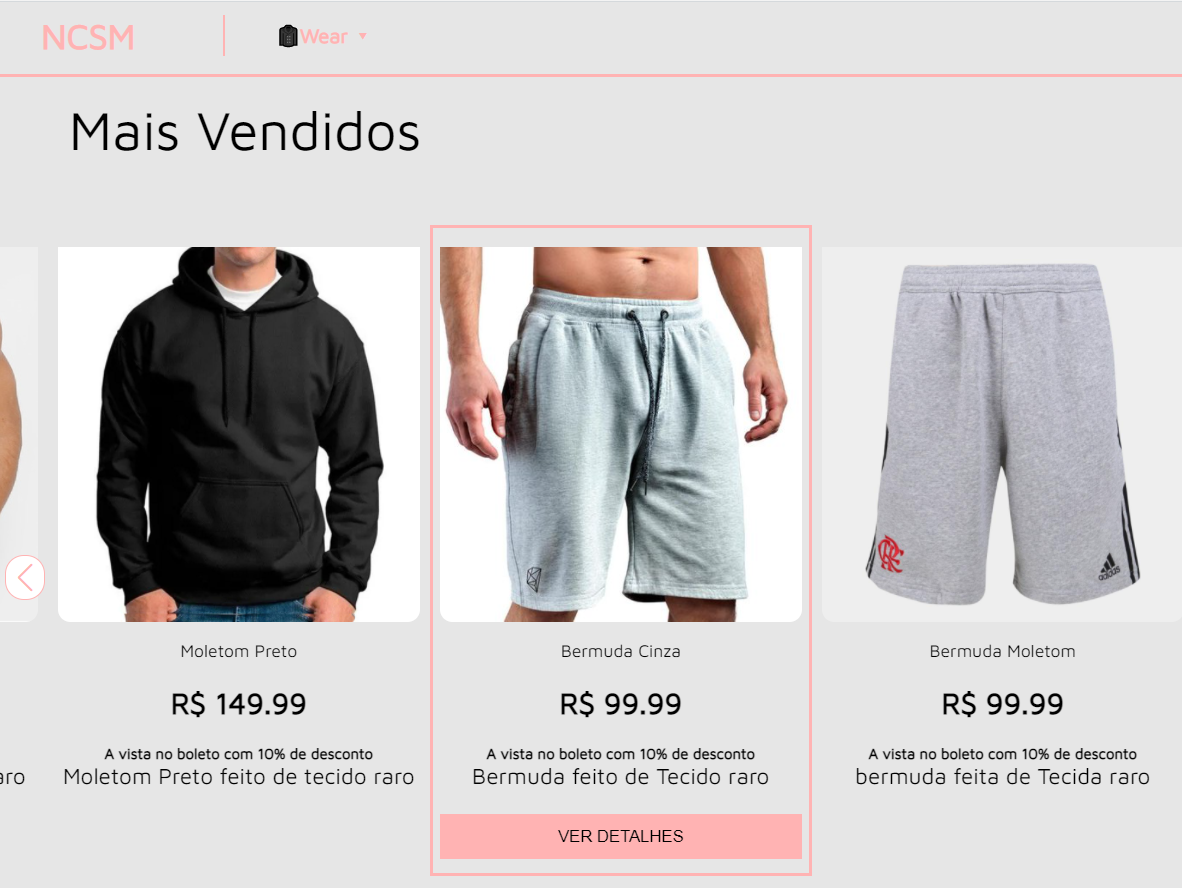 NCSM
Wear
Mais Vendidos
Moletom Preto
Bermuda Cinza
Bermuda Moletom
R$ 149.99
R$ 99.99
R$ 99.99
A vista no boleto com 10% de desconto
A vista no boleto com 10% de desconto
A vista no boleto com 10% de desconto
aro
Moletom Preto feito de tecido raro
Bermuda feito de Tecido raro
bermuda feita de Tecida raro
VER DETALHES
adidas